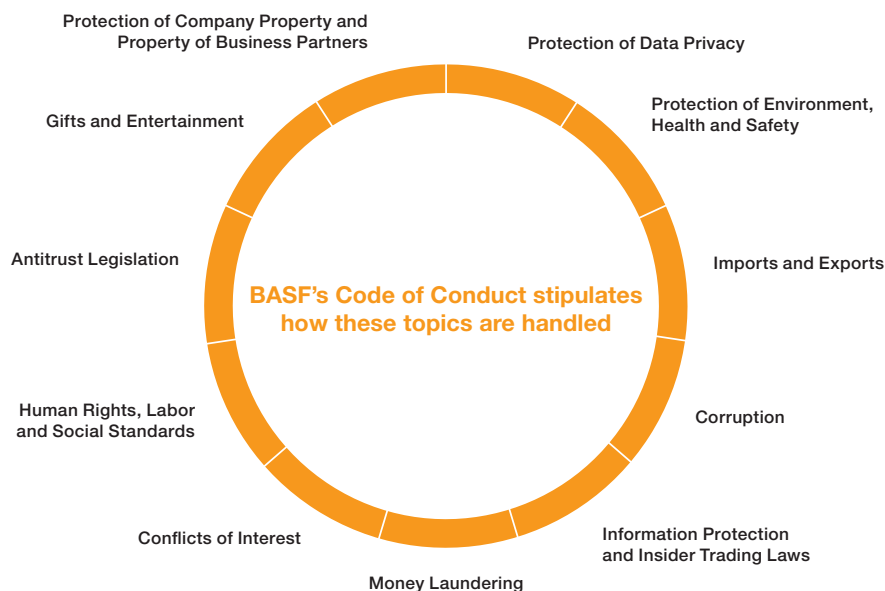 Protection of Company Property and
Property of Business Partners
Protection of Data Privacy
Protection of Environment,
Health and Safety
Gifts and Entertainment
Antitrust Legislation
Imports and Exports
BASF's Code of Conduct stipulates
how these topics are handled
Human Rights, Labor
and Social Standards
Corruption
Conflicts of Interest
Information Protection
and Insider Trading Laws
Money Laundering